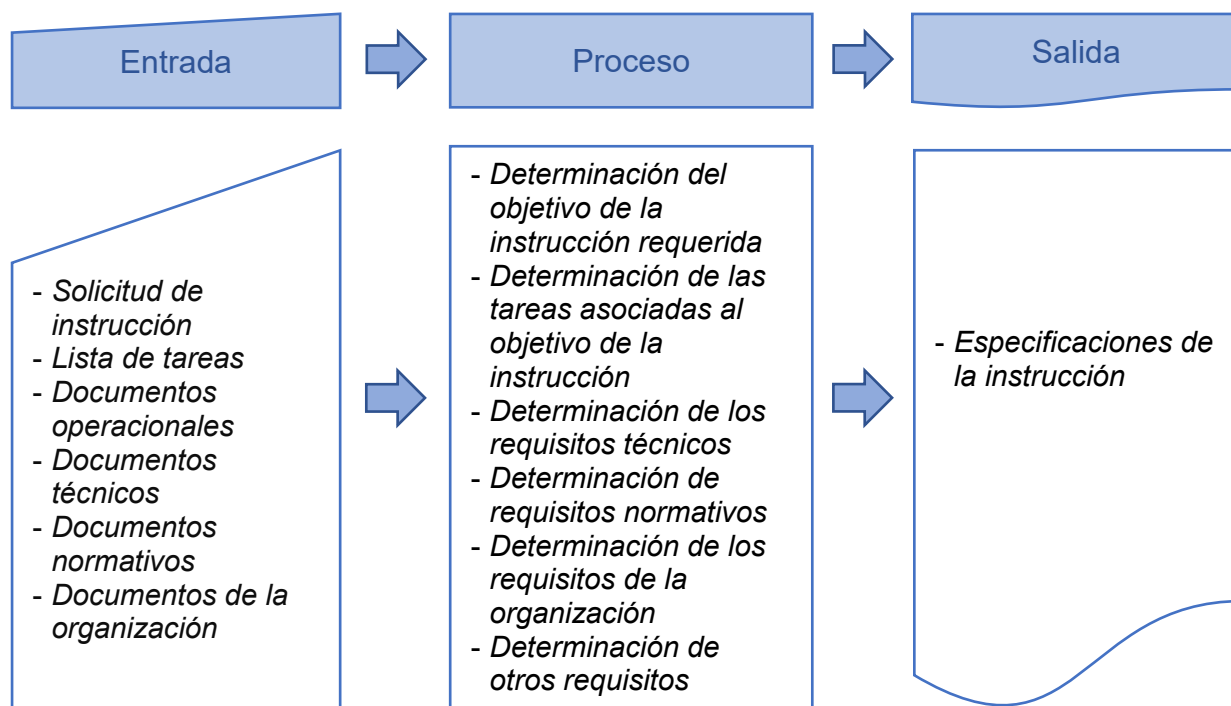 Entrada
Proceso
Salida
- Solicitud de
instrucción
- Lista de tareas
- Documentos
operacionales
- Documentos
técnicos
- Documentos
normativos
- Documentos de la
organización
- Determinación del
objetivo de la
instrucción requerida
- Determinación de las
tareas asociadas al
objetivo de la
instrucción
- Determinación de los
requisitos técnicos
- Determinación de
requisitos normativos
- Determinación de los
requisitos de la
organización
- Determinación de
otros requisitos
- Especificaciones de
la instrucción